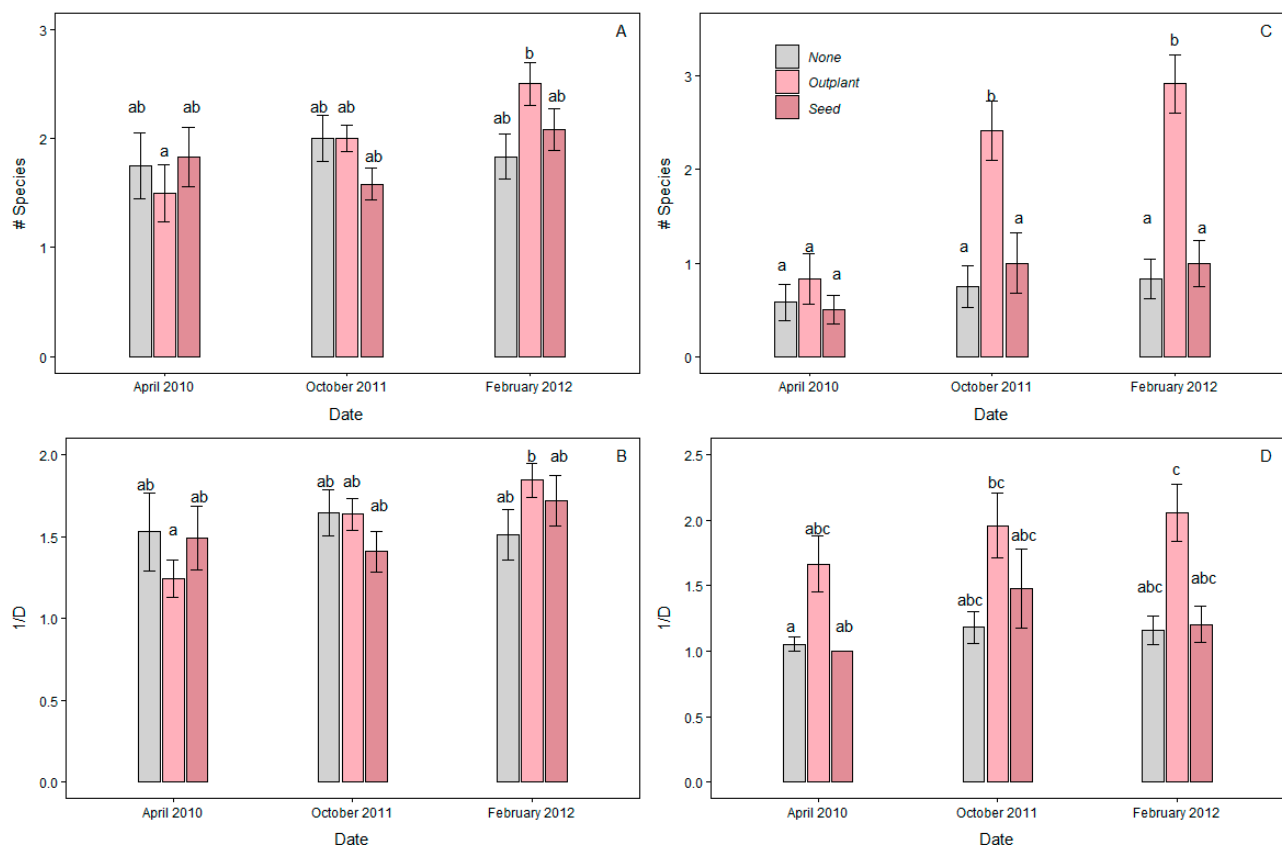 A
3
2
1
0
# Species
ab
a
ab
ab
ab
ab
ab
b
ab
April 2010
October 2011
February 2012
Date
C
None
Outplant
Seed
3
2
1
0
# Species
a
a
a
a
b
a
a
b
a
April 2010
October 2011
February 2012
Date
B
2.0
1.5
1.0
0.5
0.0
1/D
ab
a
ab
ab
ab
ab
ab
b
ab
April 2010
October 2011
February 2012
Date
D
2.5
2.0
1.5
1.0
0.5
0.0
1/D
a
abc
ab
abc
bc
abc
abc
c
abc
April 2010
October 2011
February 2012
Date